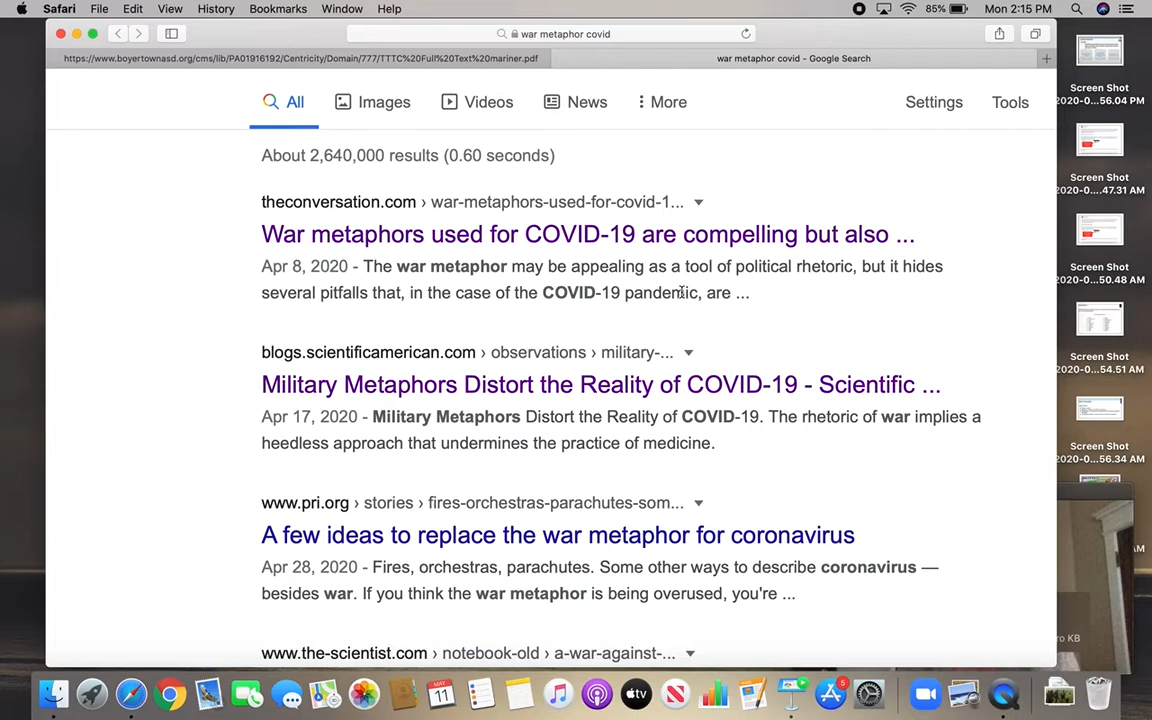 Safari File Edit View History Bookmarks Window Help 85% Mon 2:15 PM
war metaphor covid
https://www.boyertownasd.org/cms/lib/PA01916192/Centricity/Domain/777/TTTC%20Full%20Text%20mariner.pdf
war metaphor covid - Google Search
All Images Videos News More Settings Tools
About 2,640,000 results (0.60 seconds)
theconversation.com › war-metaphors-used-for-covid-1...
War metaphors used for COVID-19 are compelling but also ...
Apr 8, 2020 - The war metaphor may be appealing as a tool of political rhetoric, but it hides
several pitfalls that, in the case of the COVID-19 pandemic, are ...
blogs.scientificamerican.com › observations › military-...
Military Metaphors Distort the Reality of COVID-19 - Scientific ...
Apr 17, 2020 - Military Metaphors Distort the Reality of COVID-19. The rhetoric of war implies a
heedless approach that undermines the practice of medicine.
www.pri.org › stories › fires-orchestras-parachutes-som...
A few ideas to replace the war metaphor for coronavirus
Apr 28, 2020 - Fires, orchestras, parachutes. Some other ways to describe coronavirus —
besides war. If you think the war metaphor is being overused, you're ...
www.the-scientist.com › notebook-old › a-war-against-...
Screen Shot
2020-0...56.04 PM
Screen Shot
2020-0...47.31 AM
Screen Shot
2020-0...50.48 AM
Screen Shot
2020-0...54.51 AM
Screen Shot
2020-0...56.34 AM
AM
ro KB
MAY
11
tv
5